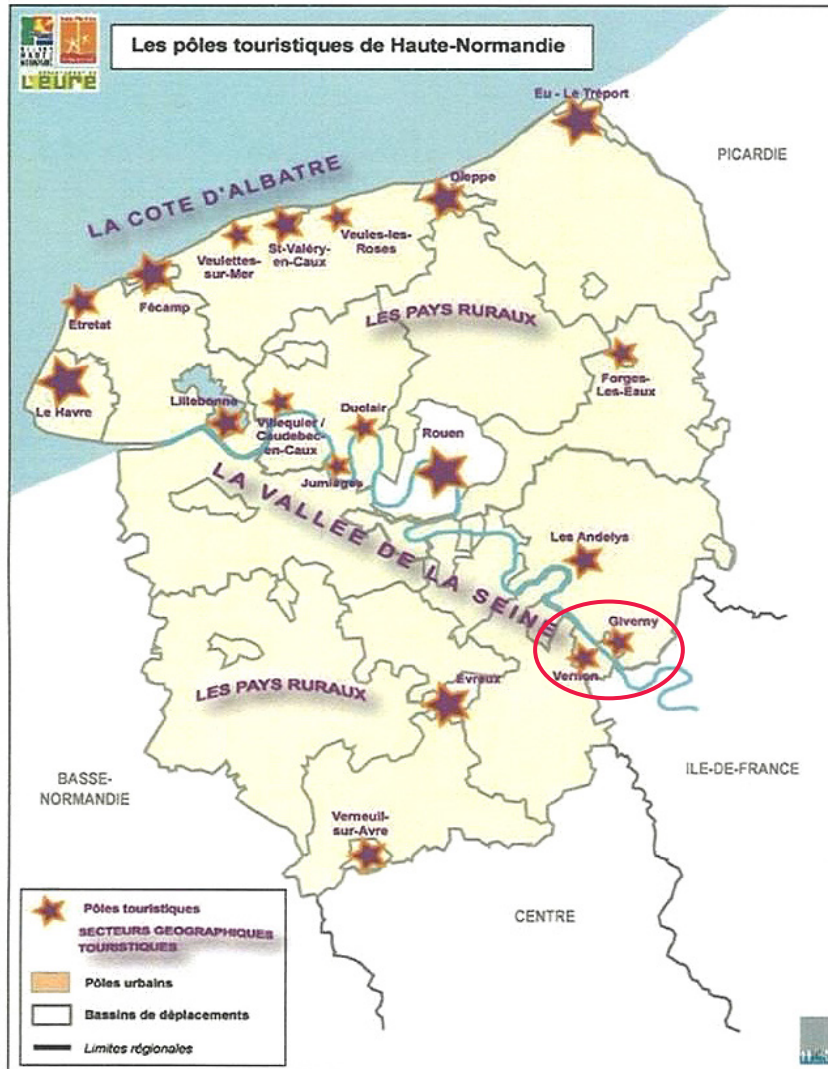 L'EURE
Les pôles touristiques de Haute-Normandie
Eu - Le Tréport
PICARDIE
LA COTE D'ALBATRE
Dieppe
Veulettes-
sur-Mer
St-Valéry-
en-Caux
Veules-les-
Roses
Fécamp
Etretat
LES PAYS RURAUX
Forges-
Les-Eaux
Le Havre
Lillebonne
Villequier /
Caudebec-
en-Caux
Duclair
Rouen
Jumièges
LA VALLEE DE LA SEINE
Les Andelys
Giverny
Vernon
LES PAYS RURAUX
Évreux
ILE-DE-FRANCE
BASSE-
NORMANDIE
Verneuil-
sur-Avre
CENTRE
Pôles touristiques
SECTEURS GEOGRAPHIQUES
TOURISTIQUES
Pôles urbains
Bassins de déplacements
Limites régionales